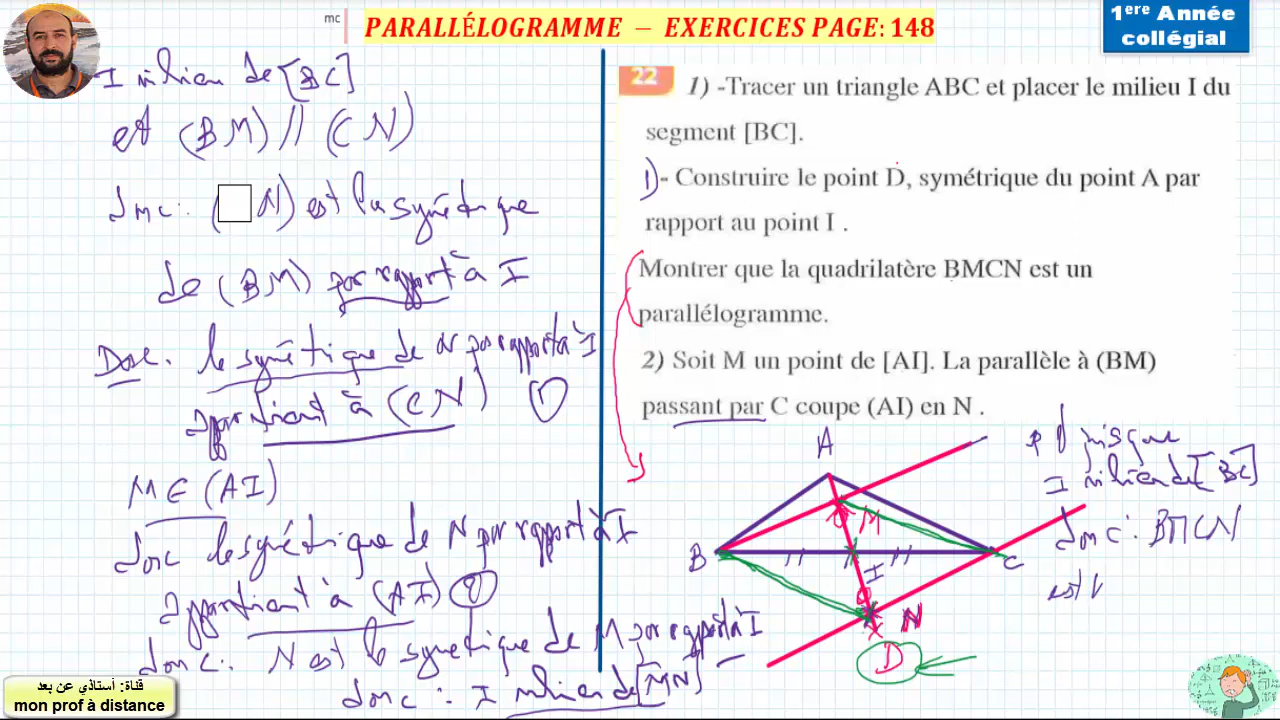 mc
PARALLÉLOGRAMME – EXERCICES PAGE: 148
1ere Année
collégial
I milieu de [BC]
et (BM) // (CN)
donc: ( N) est la symétrique
de (BM) par rapport à I
Donc. le symétrique de M par rapport à I
appartient à (CN) 1
M ∈ (AI)
donc le symétrique de N par rapport à I
appartient à (AI) 2
donc: N est le symétique de M par rapport à I
donc: I milieu de [MN]
قناة: أستاذي عن بعد
mon prof à distance
22
1) -Tracer un triangle ABC et placer le milieu I du
segment [BC].
1)- Construire le point D, symétrique du point A par
rapport au point I .
Montrer que la quadrilatère BMCN est un
parallélogramme.
2) Soit M un point de [AI]. La parallèle à (BM)
passant par C coupe (AI) en N .
A
M
B
C
I
N
D
puisque
I milieu de [BC]
donc: BMCN
est